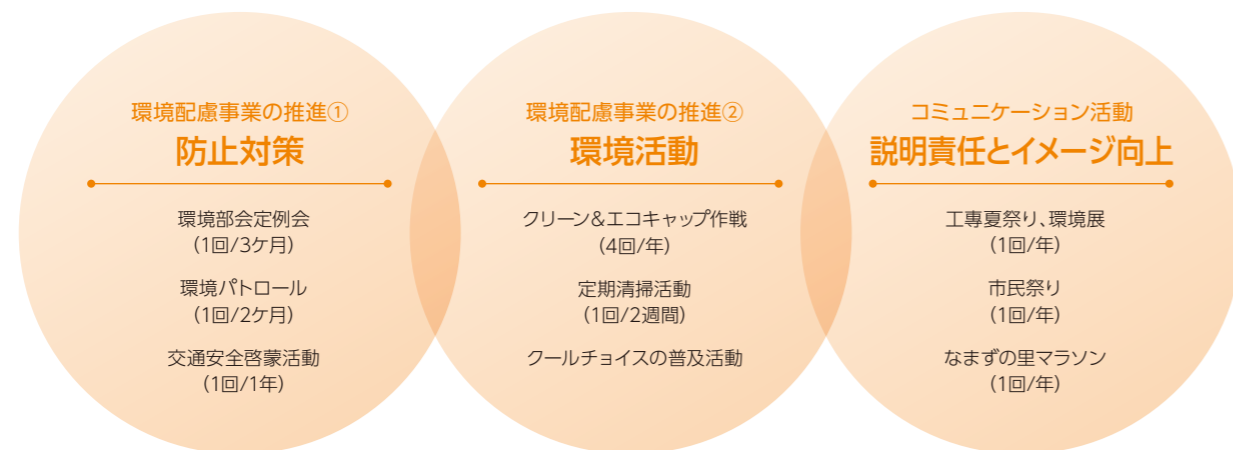 環境配慮事業の推進①
防止対策
環境部会定例会
(1回/3ケ月)
環境パトロール
(1回/2ケ月)
交通安全啓蒙活動
(1回/1年)
環境配慮事業の推進②
環境活動
クリーン&エコキャップ作戦
(4回/年)
定期清掃活動
(1回/2週間)
クールチョイスの普及活動
コミュニケーション活動
説明責任とイメージ向上
工専夏祭り、環境展
(1回/年)
市民祭り
(1回/年)
なまずの里マラソン
(1回/年)